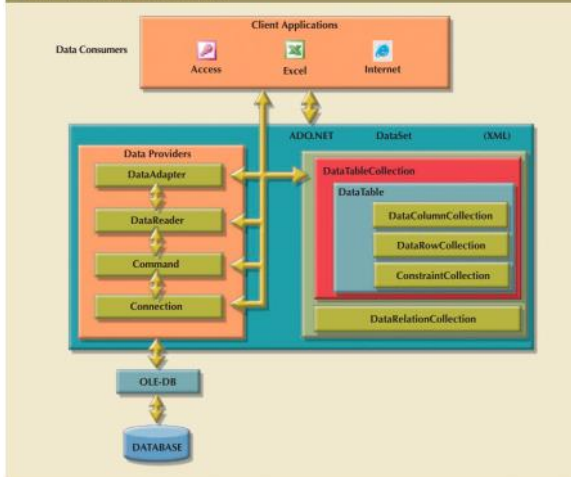 Client Applications
Data Consumers
Access Excel Internet
ADO.NET DataSet (XML)
Data Providers
DataAdapter
DataReader
Command
Connection
DataTableCollection
DataTable
DataColumnCollection
DataRowCollection
ConstraintCollection
DataRelationCollection
OLE-DB
DATABASE